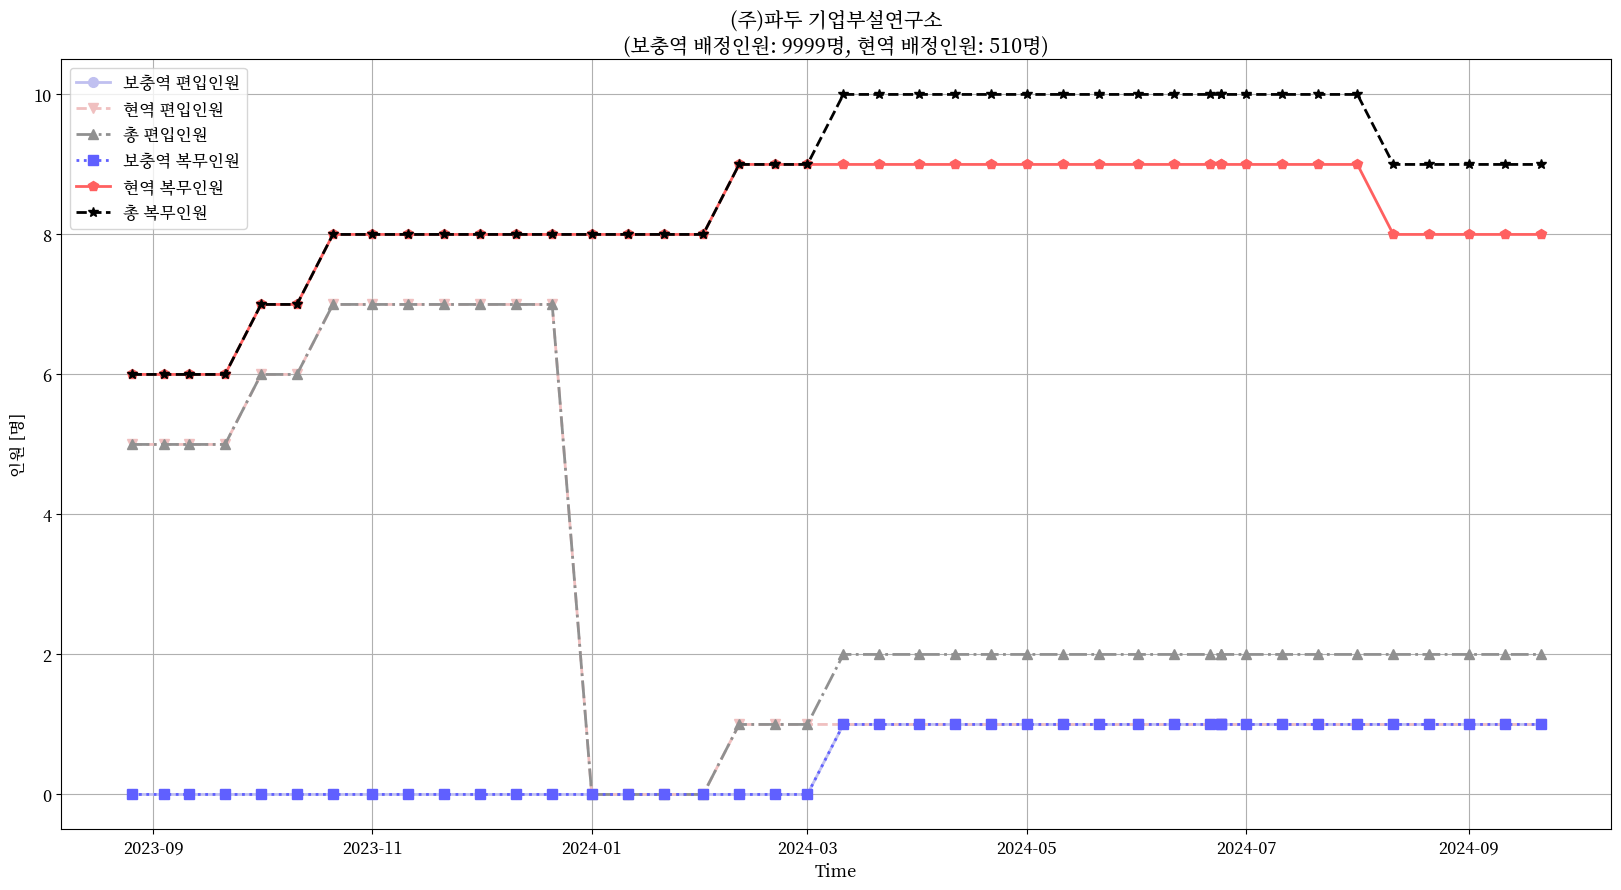 (주)파두 기업부설연구소
(보충역 배정인원: 9999명, 현역 배정인원: 510명)
보충역 편입인원
현역 편입인원
총 편입인원
보충역 복무인원
현역 복무인원
총 복무인원
10
8
6
4
2
0
인원 [명]
2023-09
2023-11
2024-01
2024-03
2024-05
2024-07
2024-09
Time